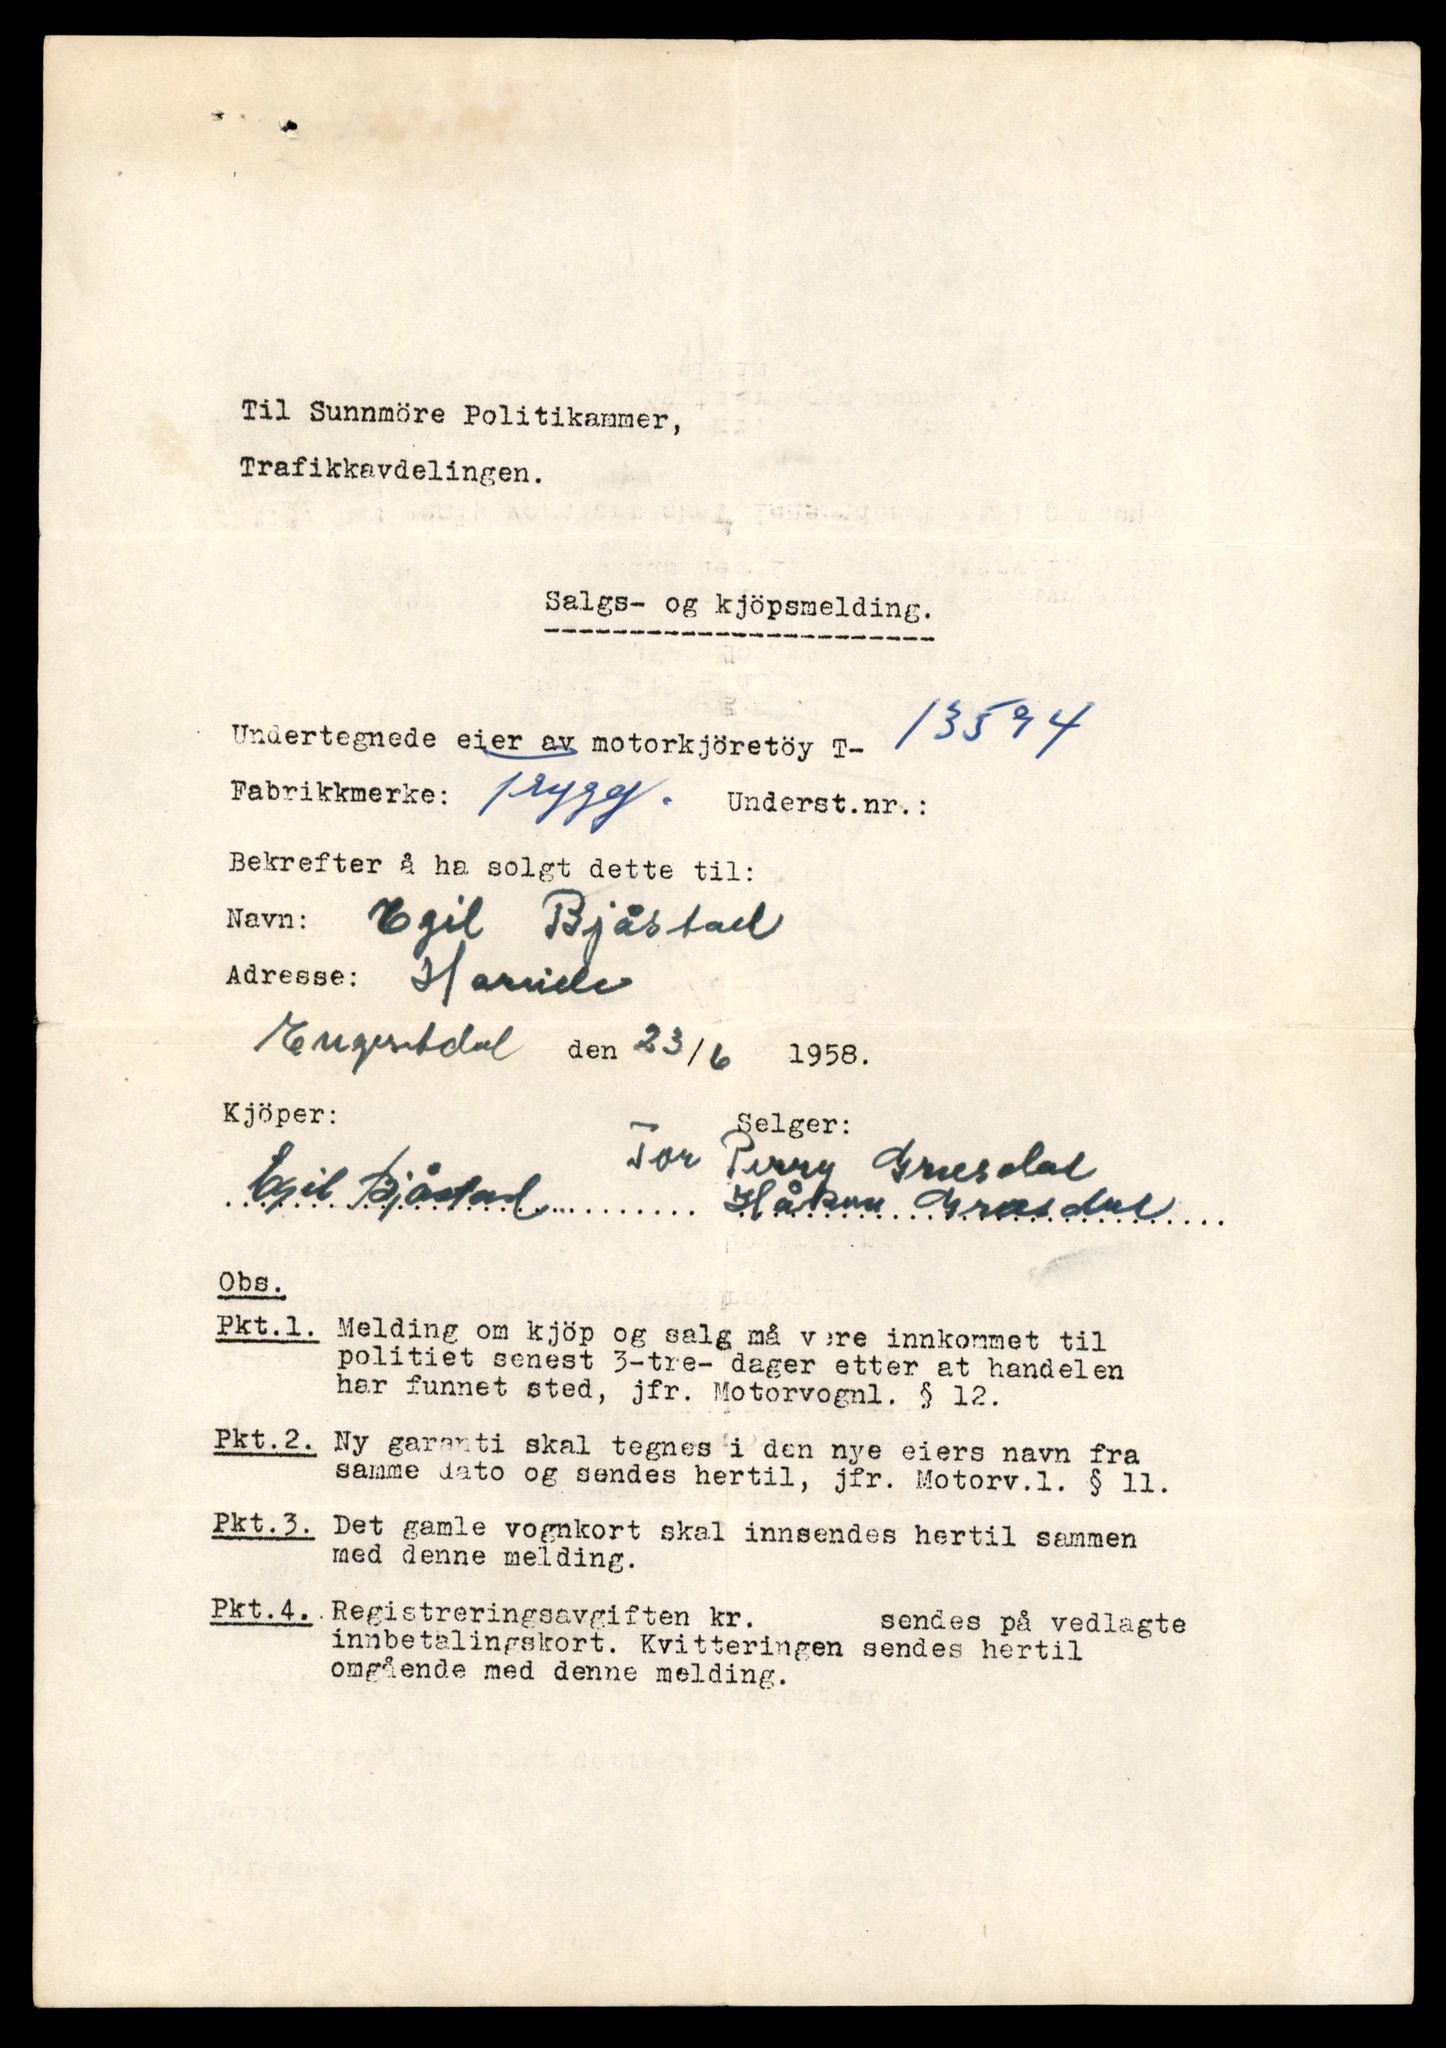 Til Sunnmöre Politikammer,
Trafikkavdelingen.
Salgs- og kjöpsmelding.
Undertegnede eier av motorkjöretöy T- 13594
Fabrikkmerke: Trygg. Underst.nr.:
Bekrefter å ha solgt dette til:
Navn: Egil Bjåstad
Adresse: Hareide
den 23/6 1958.
Kjöper:
Selger:
Tor Perry Grusdal
Egil Bjåstad
Håkon Grusdal
Obs.
Pkt.1. Melding om kjöp og salg må vere innkommet til
politiet senest 3-tre- dager etter at handelen
har funnet sted, jfr. Motorvognl. § 12.
Pkt.2. Ny garanti skal tegnes i den nye eiers navn fra
samme dato og sendes hertil, jfr. Motorv.l. § 11.
Pkt.3. Det gamle vognkort skal innsendes hertil sammen
med denne melding.
Pkt.4. Registreringsavgiften kr. sendes på vedlagte
innbetalingskort. Kvitteringen sendes hertil
omgående med denne melding.